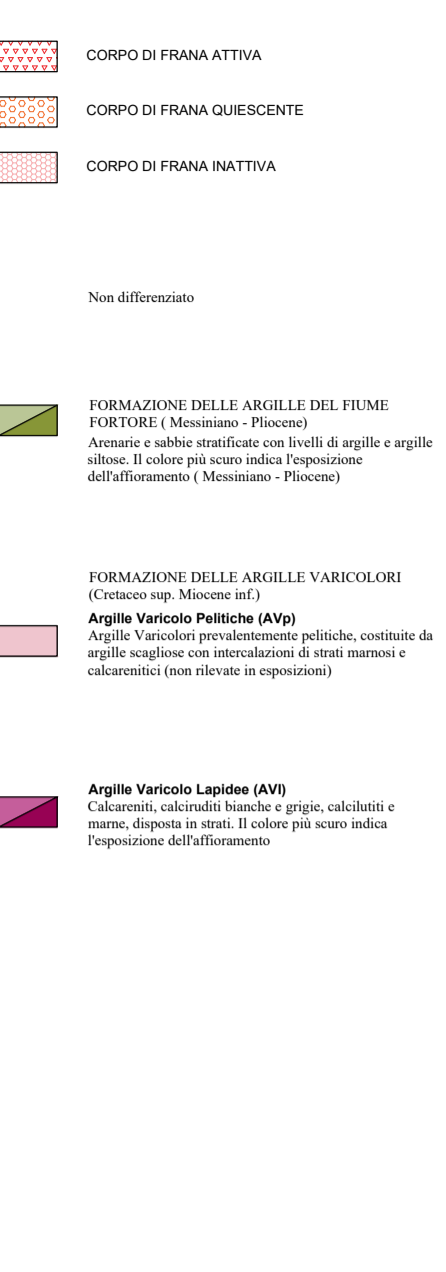 CORPO DI FRANA ATTIVA
CORPO DI FRANA QUIESCENTE
CORPO DI FRANA INATTIVA
Non differenziato
FORMAZIONE DELLE ARGILLE DEL FIUME
FORTORE ( Messiniano - Pliocene)
Arenarie e sabbie stratificate con livelli di argille e argille
siltose. Il colore più scuro indica l'esposizione
dell'affioramento ( Messiniano - Pliocene)
FORMAZIONE DELLE ARGILLE VARICOLORI
(Cretaceo sup. Miocene inf.)
Argille Varicolo Pelitiche (AVp)
Argille Varicolori prevalentemente pelitiche, costituite da
argille scagliose con intercalazioni di strati marnosi e
calcarenitici (non rilevate in esposizioni)
Argille Varicolo Lapidee (AVl)
Calcareniti, calciruditi bianche e grigie, calcilutiti e
marne, disposta in strati. Il colore più scuro indica
l'esposizione dell'affioramento